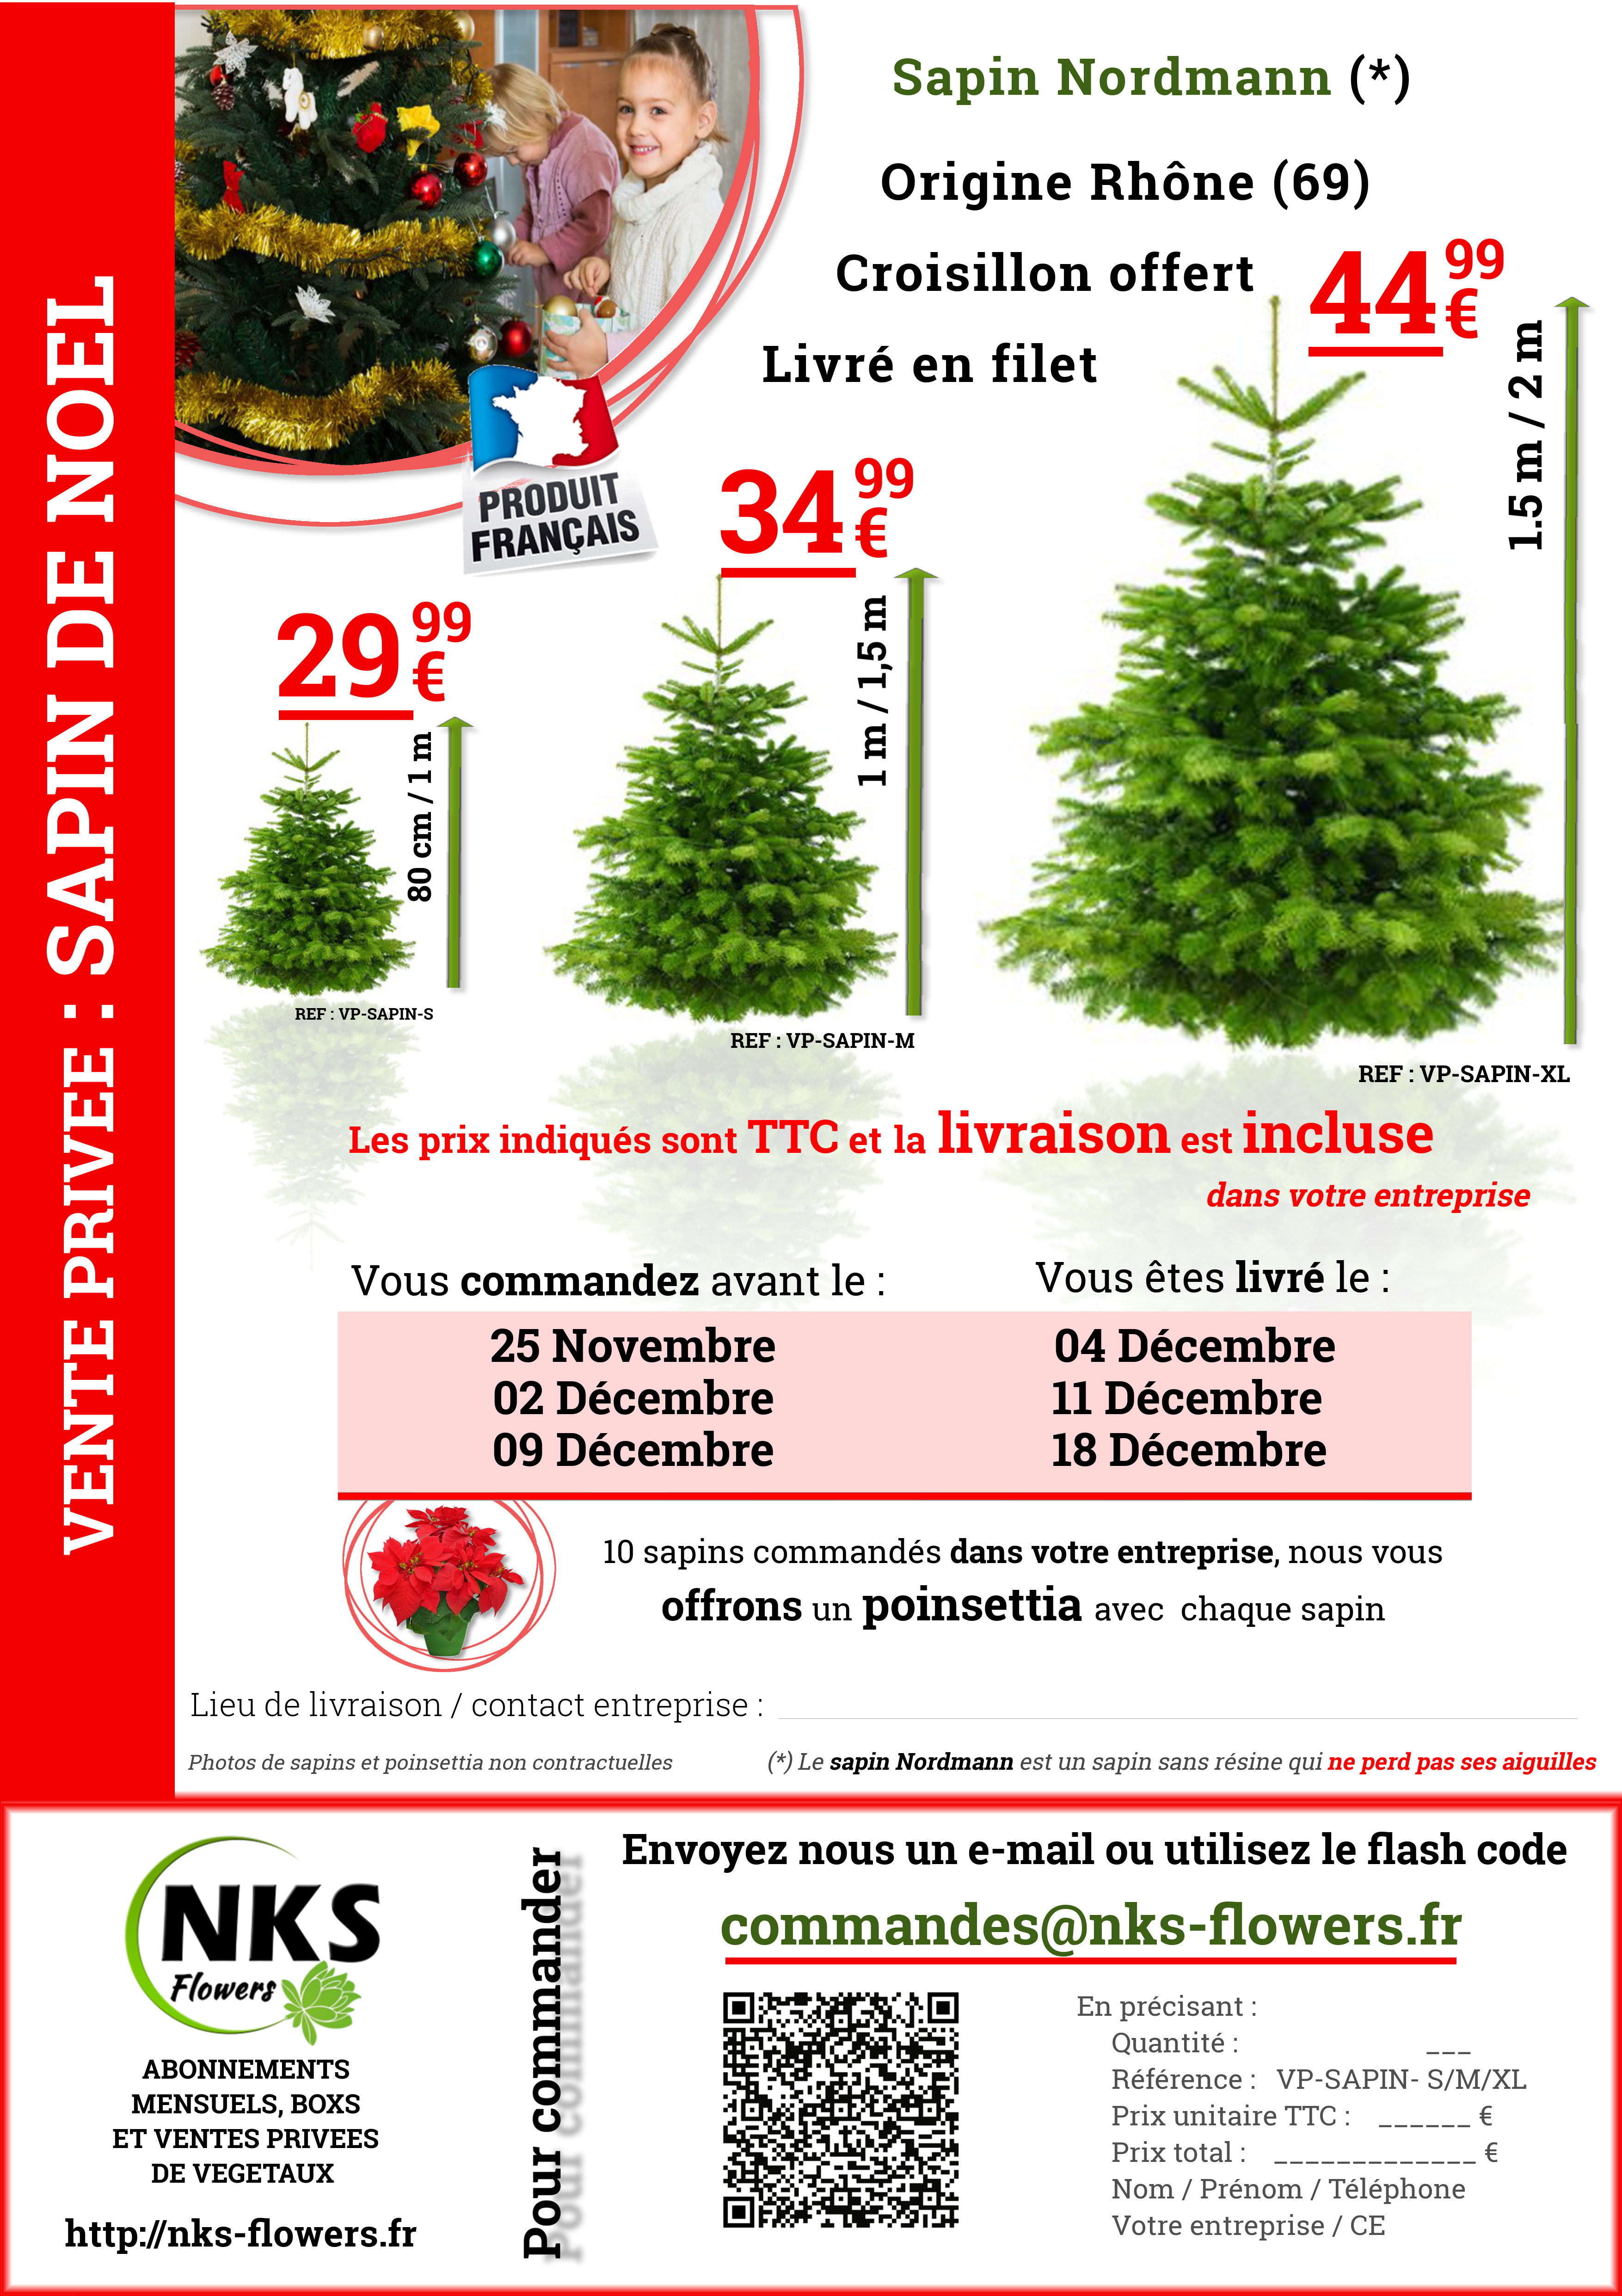 VENTE PRIVEE : SAPIN DE NOEL
Sapin Nordmann (*)
Origine Rhône (69)
Croisillon offert
Livré en filet
PRODUIT
FRANÇAIS
29 99 €
80 cm / 1 m
REF : VP-SAPIN-S
34 99 €
1 m / 1,5 m
REF : VP-SAPIN-M
44 99 €
1.5 m / 2 m
REF : VP-SAPIN-XL
Les prix indiqués sont TTC et la livraison est incluse
dans votre entreprise
Vous commandez avant le : Vous êtes livré le :
25 Novembre 04 Décembre
02 Décembre 11 Décembre
09 Décembre 18 Décembre
10 sapins commandés dans votre entreprise, nous vous
offrons un poinsettia avec chaque sapin
Lieu de livraison / contact entreprise :
Photos de sapins et poinsettia non contractuelles (*) Le sapin Nordmann est un sapin sans résine qui ne perd pas ses aiguilles
NKS
Flowers
ABONNEMENTS
MENSUELS, BOXS
ET VENTES PRIVEES
DE VEGETAUX
http://nks-flowers.fr
Pour commander
Envoyez nous un e-mail ou utilisez le flash code
commandes@nks-flowers.fr
En précisant :
Quantité : ___
Référence : VP-SAPIN- S/M/XL
Prix unitaire TTC : ______ €
Prix total : _____________ €
Nom / Prénom / Téléphone
Votre entreprise / CE